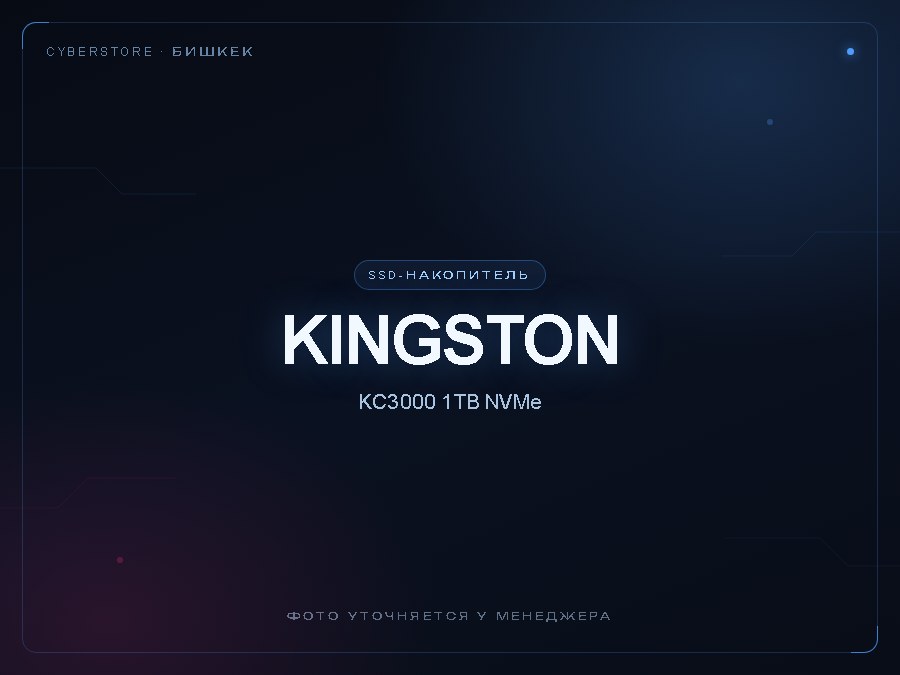 CYBERSTORE · БИШКЕК
SSD-НАКОПИТЕЛЬ
KINGSTON
KC3000 1TB NVMe
ФОТО УТОЧНЯЕТСЯ У МЕНЕДЖЕРА